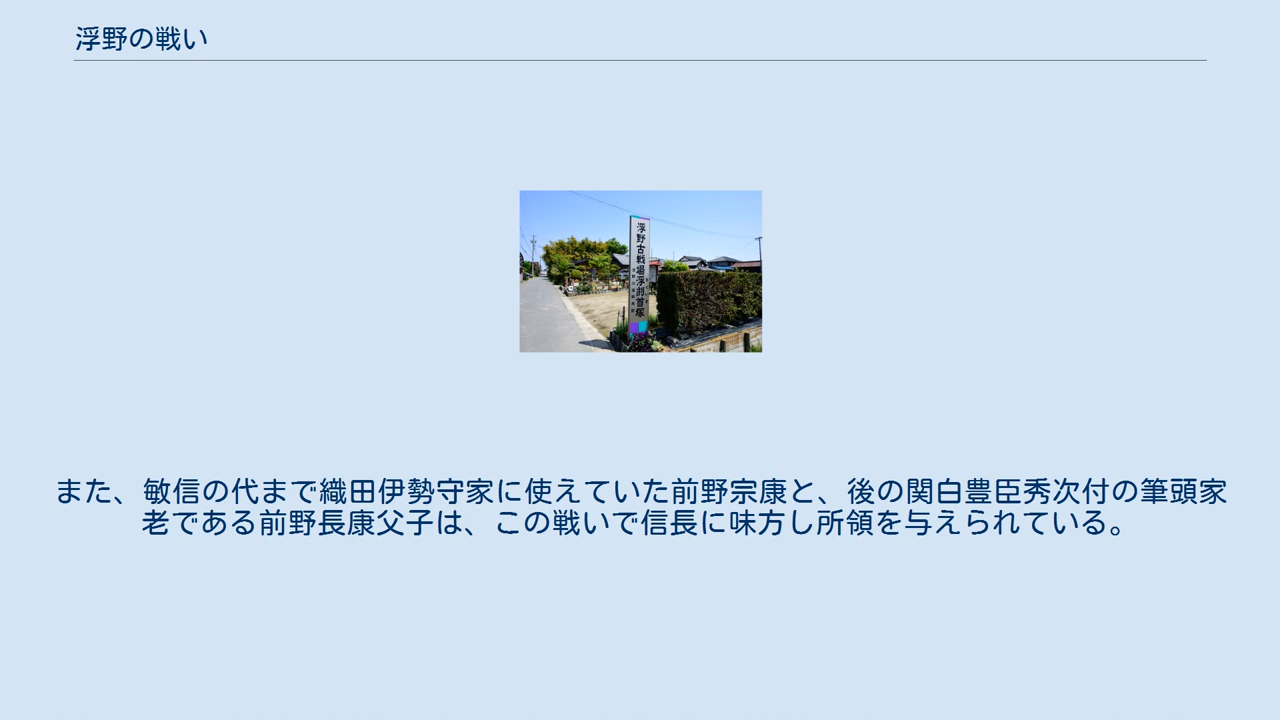 浮野の戦い
浮野古戦場浮剃首塚
また、敏信の代まで織田伊勢守家に使えていた前野宗康と、後の関白豊臣秀次付の筆頭家
老である前野長康父子は、この戦いで信長に味方し所領を与えられている。